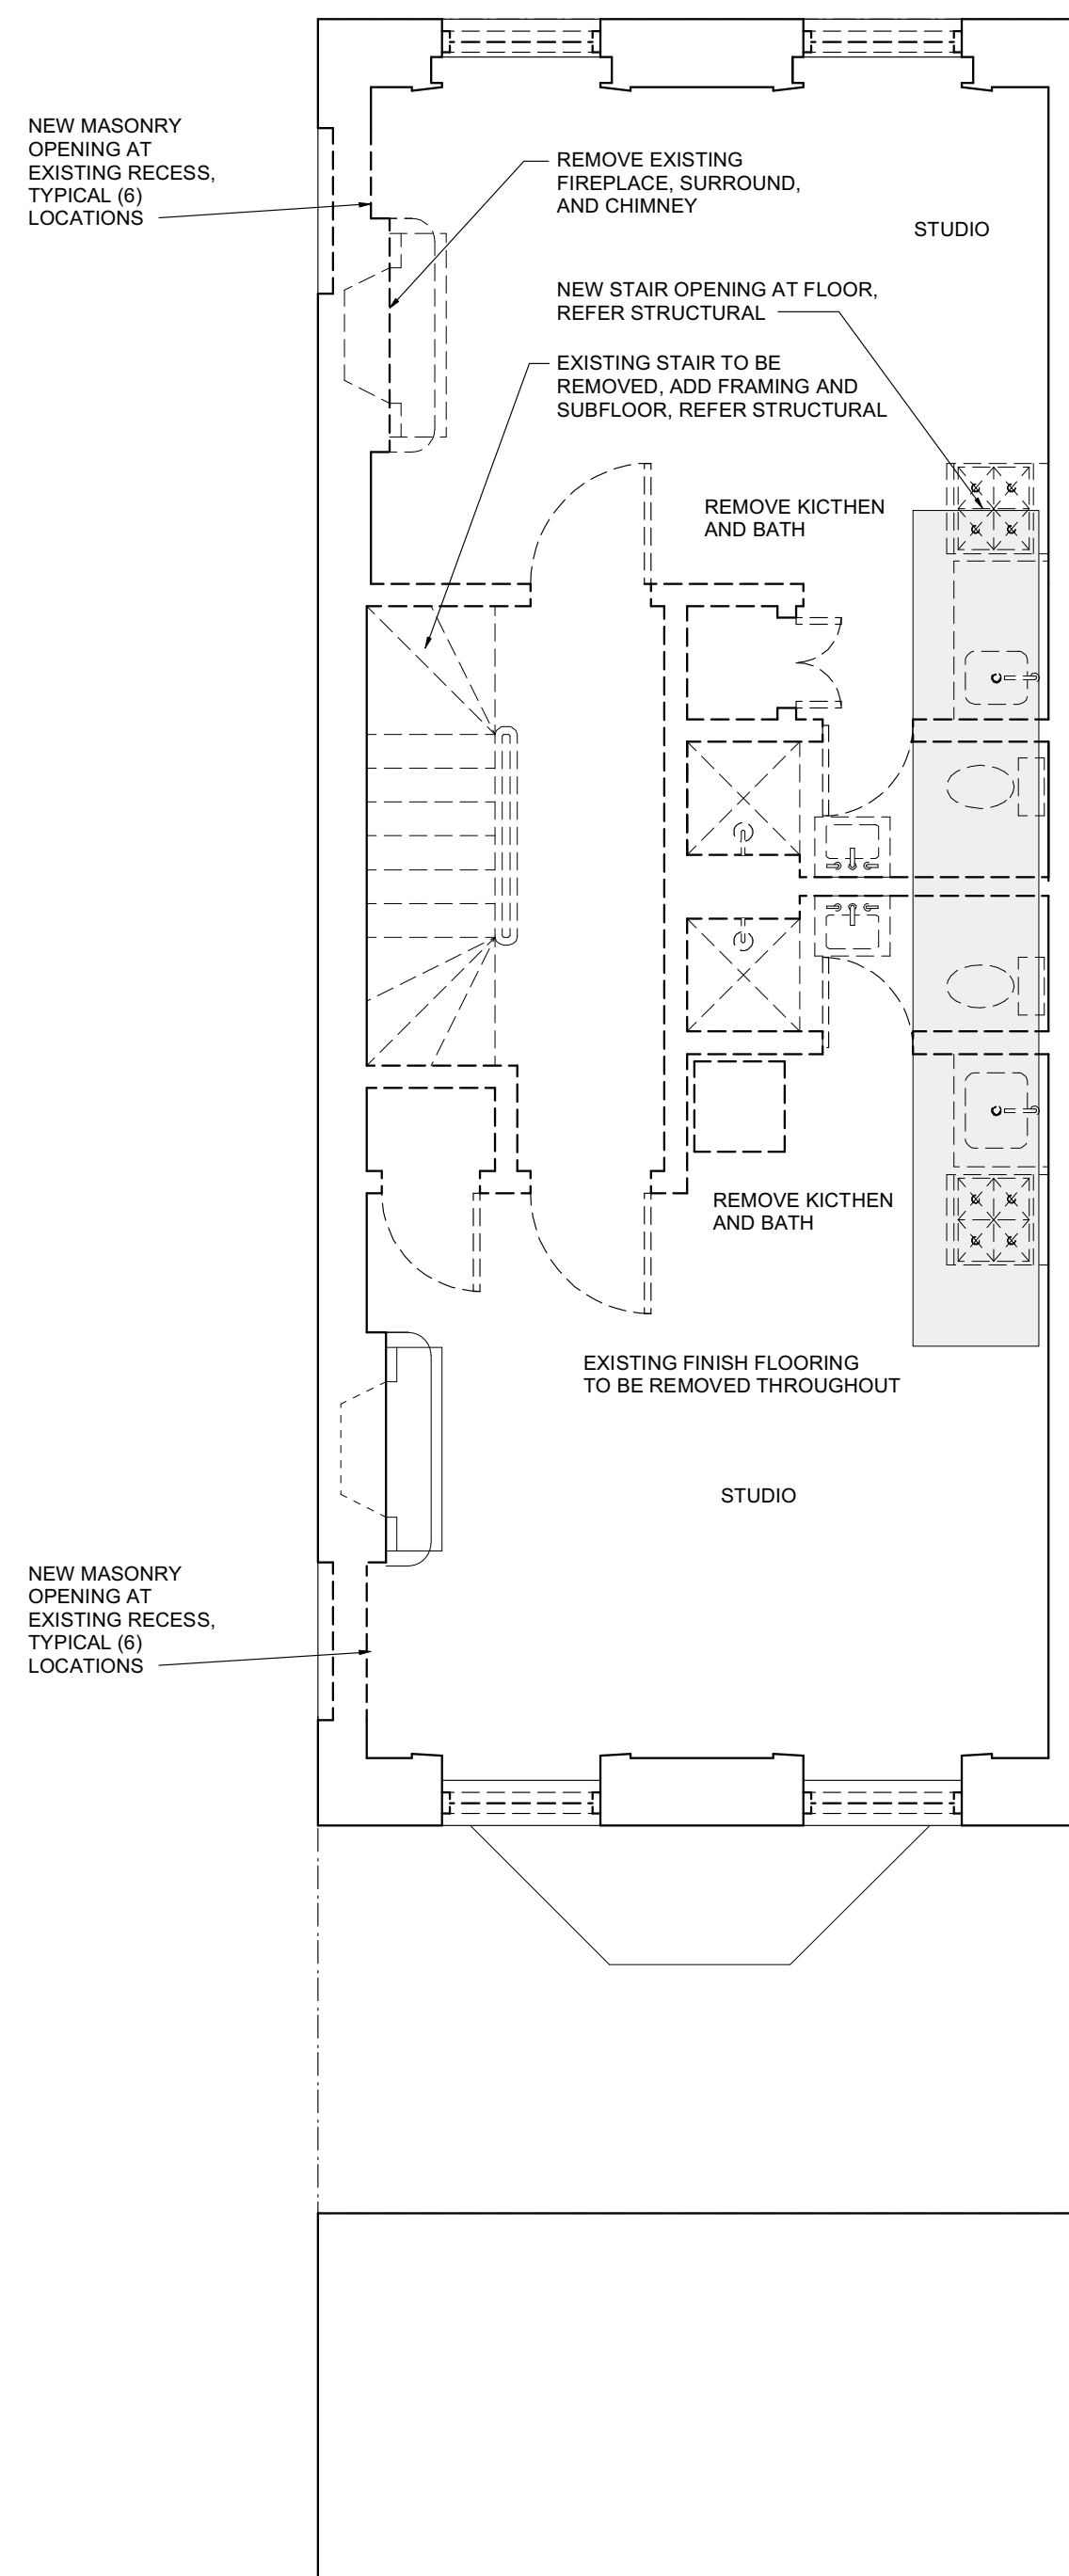 NEW MASONRY
OPENING AT
EXISTING RECESS,
TYPICAL (6)
LOCATIONS
REMOVE EXISTING
FIREPLACE, SURROUND,
AND CHIMNEY
STUDIO
NEW STAIR OPENING AT FLOOR,
REFER STRUCTURAL
EXISTING STAIR TO BE
REMOVED, ADD FRAMING AND
SUBFLOOR, REFER STRUCTURAL
REMOVE KICTHEN
AND BATH
REMOVE KICTHEN
AND BATH
EXISTING FINISH FLOORING
TO BE REMOVED THROUGHOUT
STUDIO
NEW MASONRY
OPENING AT
EXISTING RECESS,
TYPICAL (6)
LOCATIONS